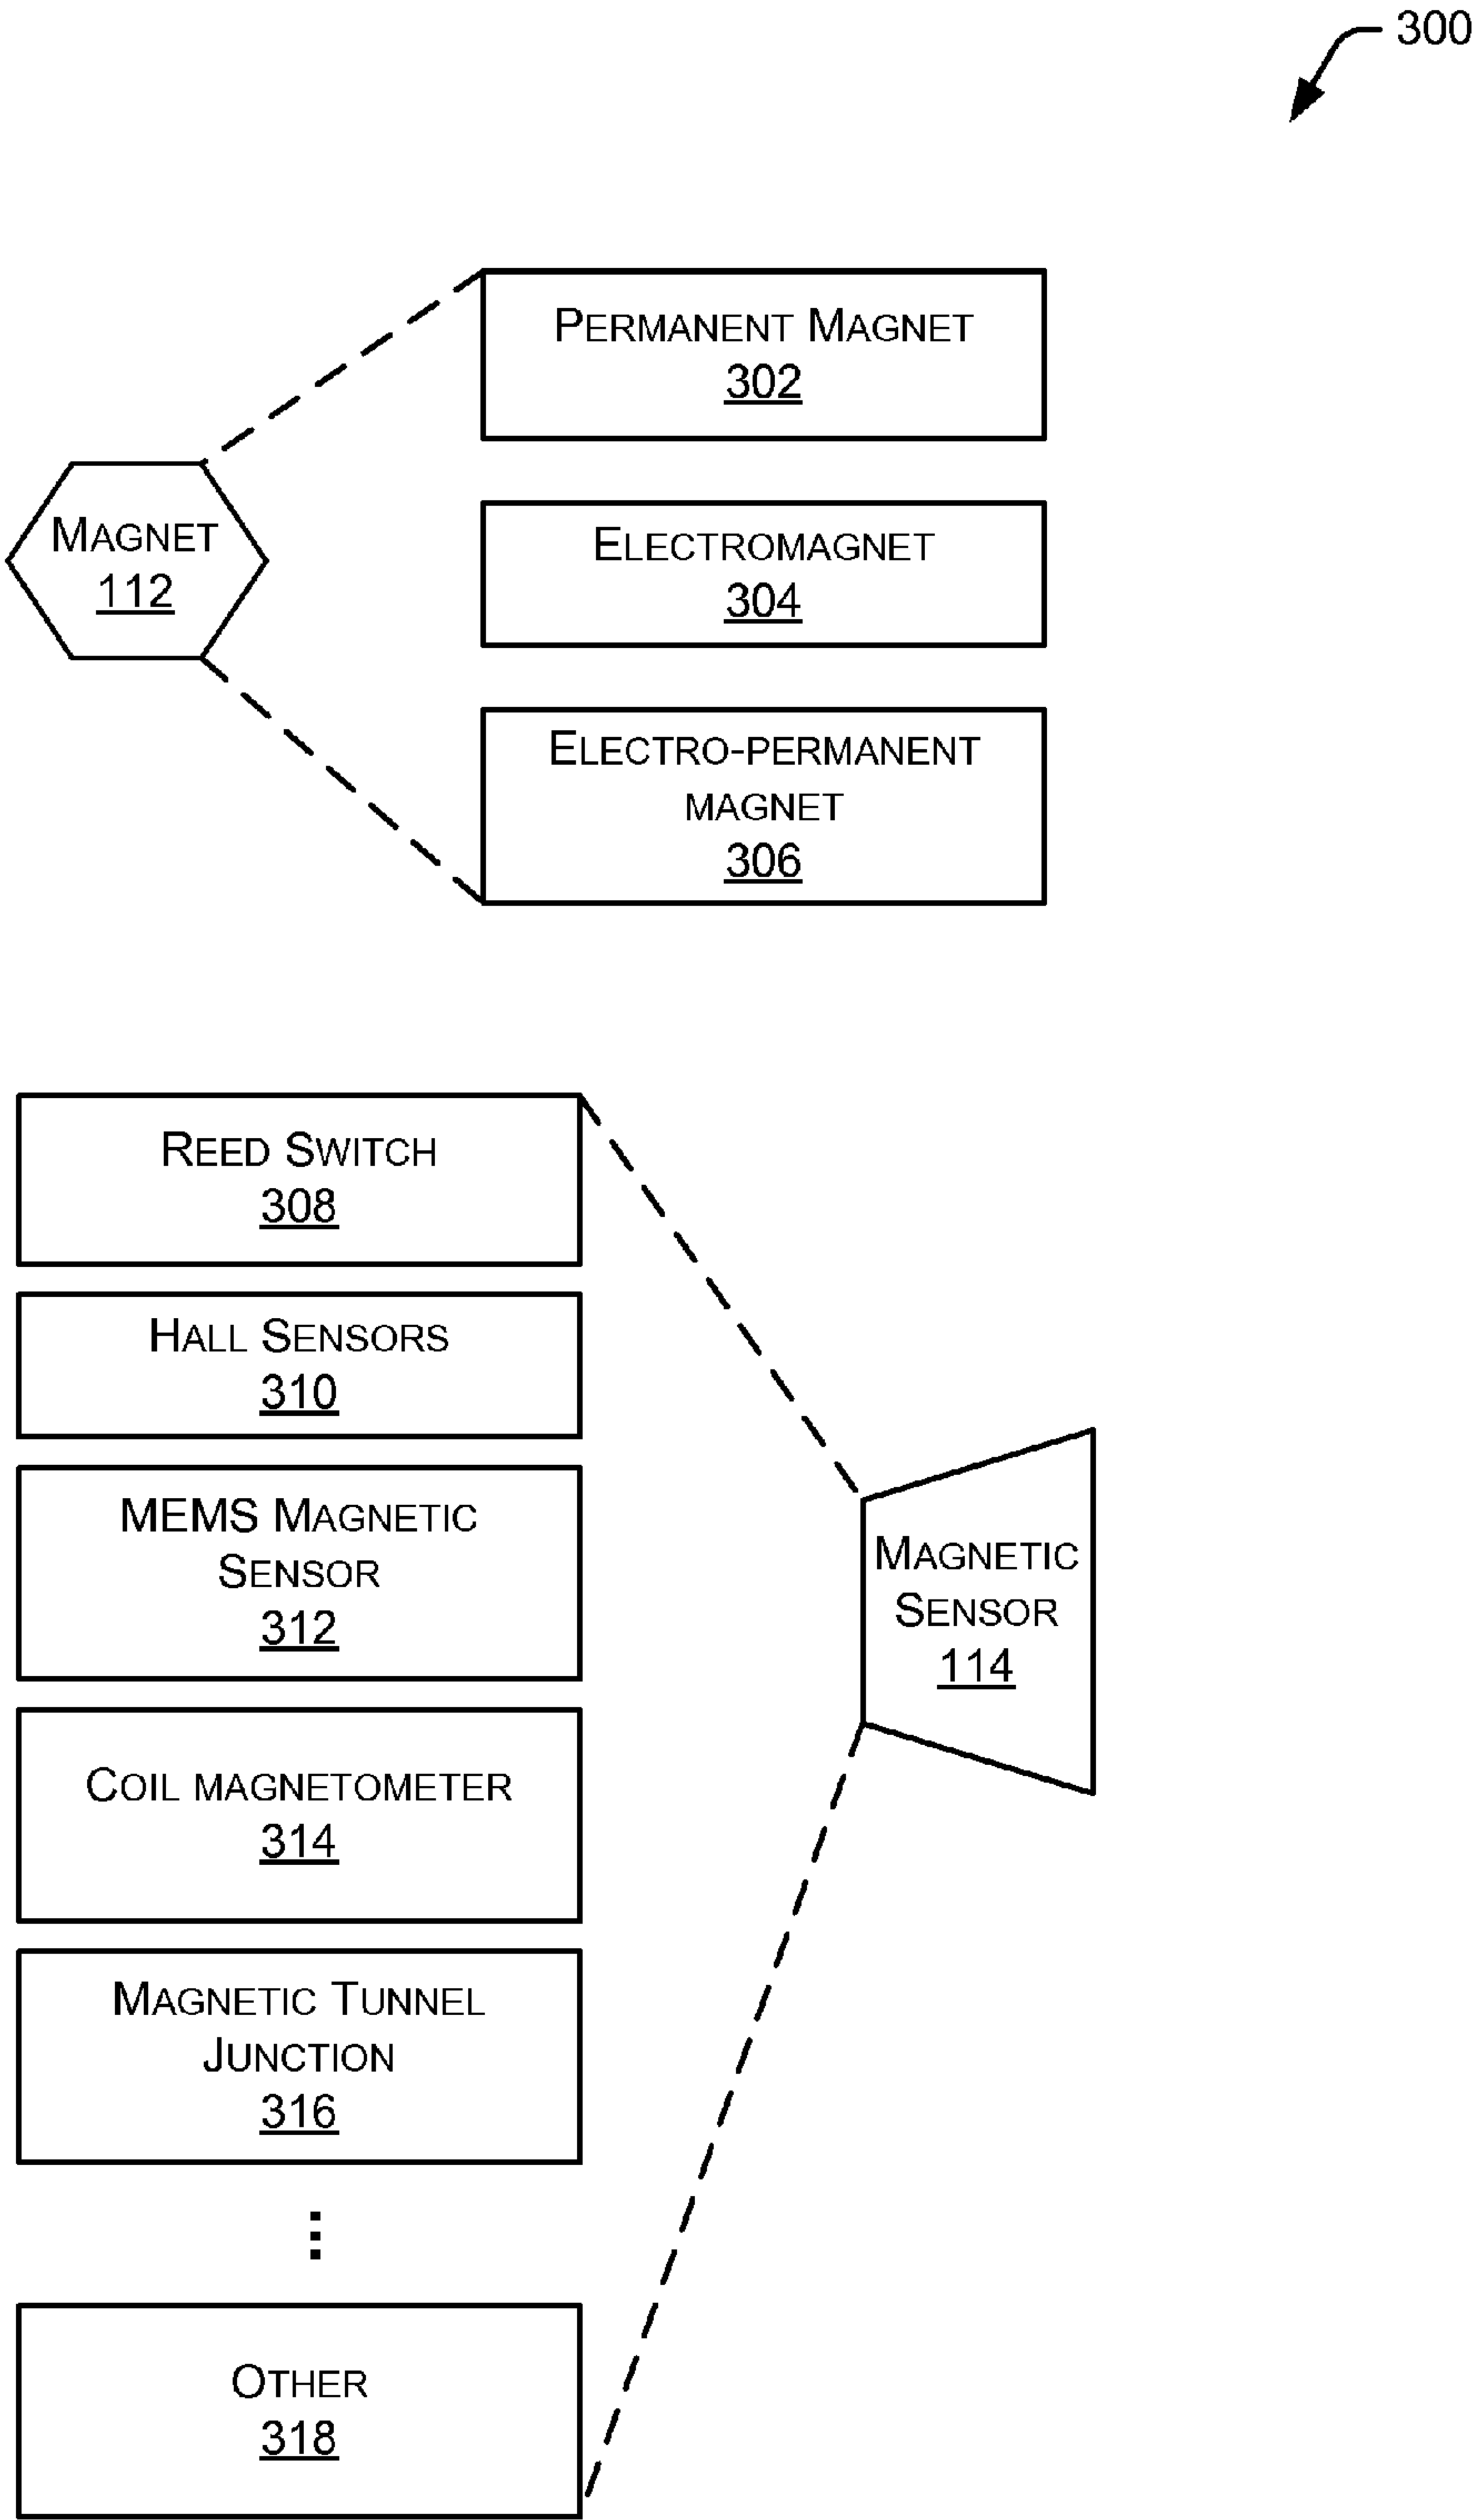 300
Permanent Magnet
302
Magnet
112
Electromagnet
304
Electro-permanent
magnet
306
Reed Switch
308
Hall Sensors
310
MEMS Magnetic
Sensor
312
Magnetic
Sensor
114
Coil magnetometer
314
Magnetic Tunnel
Junction
316
Other
318